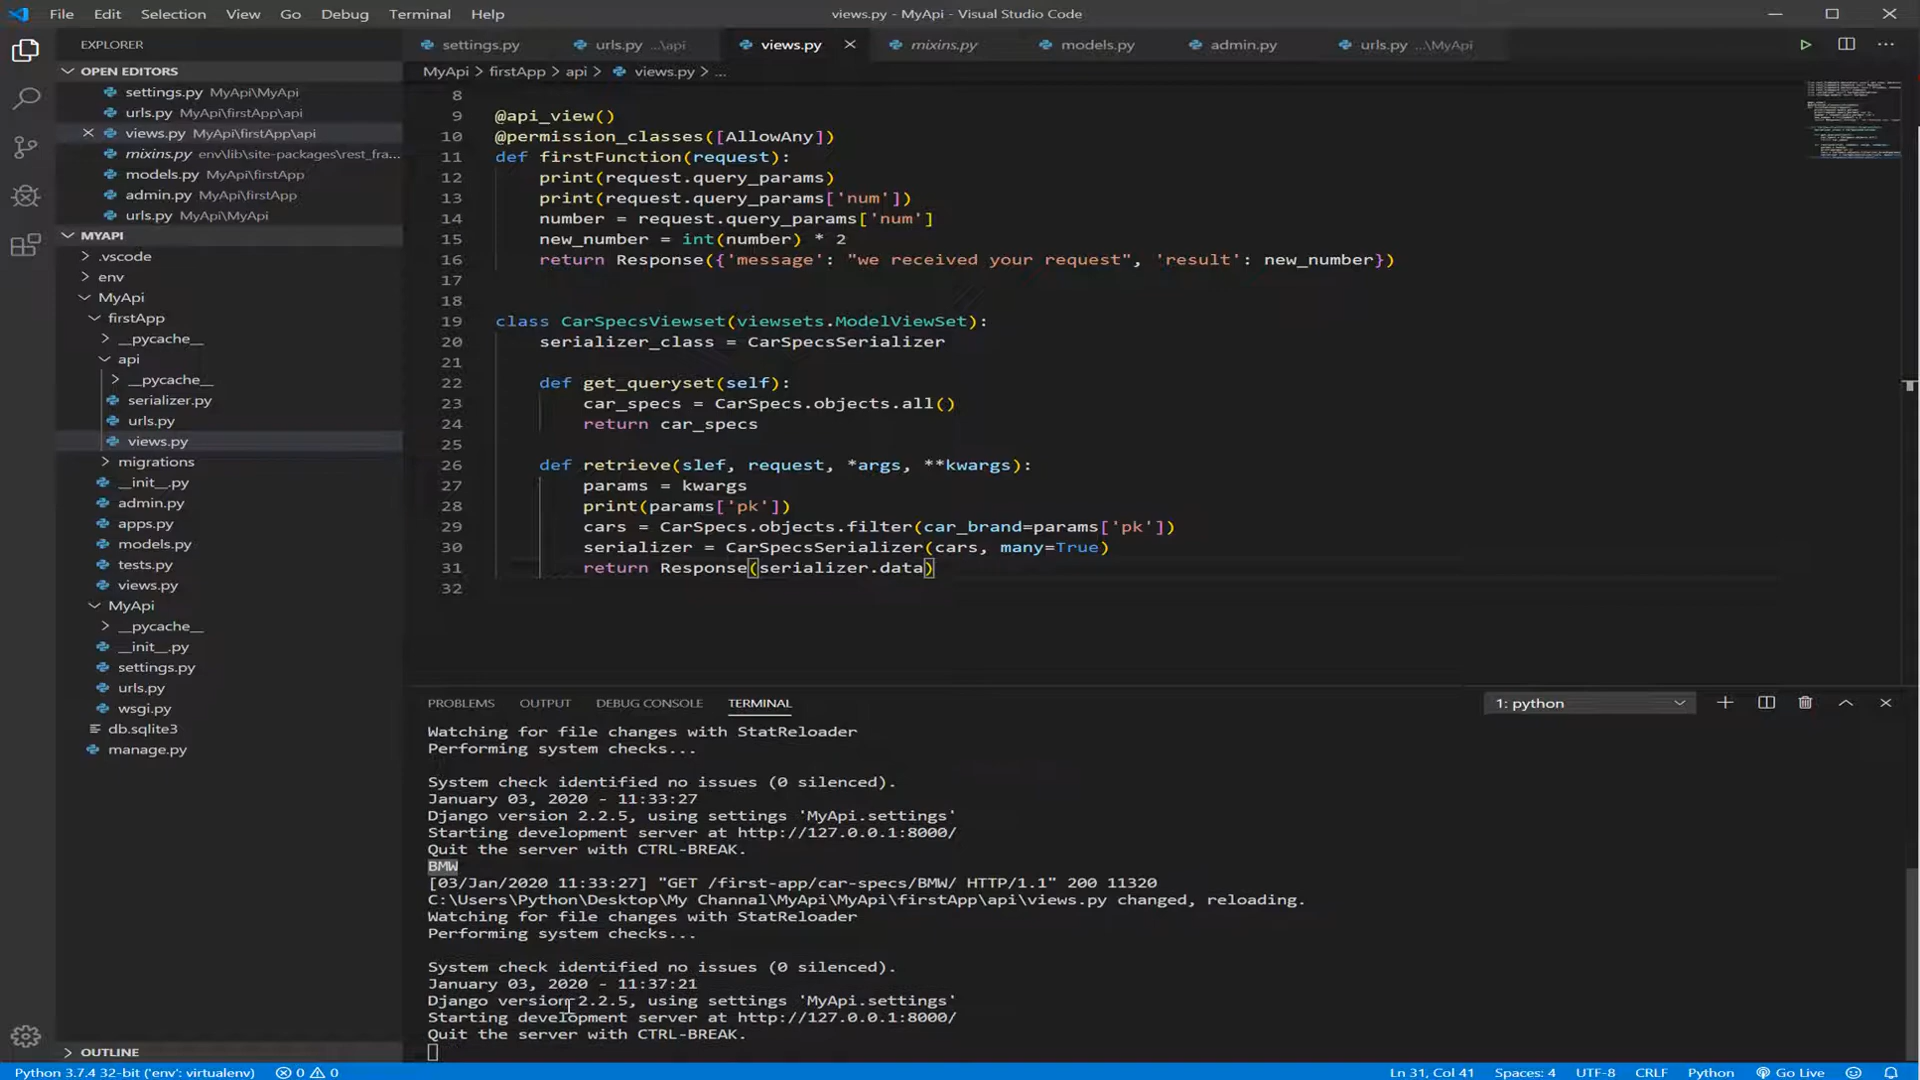 File Edit Selection View Go Debug Terminal Help
views.py - MyApi - Visual Studio Code
EXPLORER
OPEN EDITORS
settings.py MyApi\MyApi
urls.py MyApi\firstApp\api
views.py MyApi\firstApp\api
mixins.py env\lib\site-packages\rest_fra...
models.py MyApi\firstApp
admin.py MyApi\firstApp
urls.py MyApi\MyApi
MYAPI
.vscode
env
MyApi
firstApp
__pycache__
api
__pycache__
serializer.py
urls.py
views.py
migrations
__init__.py
admin.py
apps.py
models.py
tests.py
views.py
MyApi
__pycache__
__init__.py
settings.py
urls.py
wsgi.py
db.sqlite3
manage.py
OUTLINE
settings.py urls.py ...\api views.py mixins.py models.py admin.py urls.py ...\MyApi
MyApi > firstApp > api > views.py > ...
8
9 @api_view()
10 @permission_classes([AllowAny])
11 def firstFunction(request):
12 print(request.query_params)
13 print(request.query_params['num'])
14 number = request.query_params['num']
15 new_number = int(number) * 2
16 return Response({'message': "we received your request", 'result': new_number})
17
18
19 class CarSpecsViewset(viewsets.ModelViewSet):
20 serializer_class = CarSpecsSerializer
21
22 def get_queryset(self):
23 car_specs = CarSpecs.objects.all()
24 return car_specs
25
26 def retrieve(slef, request, *args, **kwargs):
27 params = kwargs
28 print(params['pk'])
29 cars = CarSpecs.objects.filter(car_brand=params['pk'])
30 serializer = CarSpecsSerializer(cars, many=True)
31 return Response(serializer.data)
32
PROBLEMS OUTPUT DEBUG CONSOLE TERMINAL
1: python
Watching for file changes with StatReloader
Performing system checks...
System check identified no issues (0 silenced).
January 03, 2020 - 11:33:27
Django version 2.2.5, using settings 'MyApi.settings'
Starting development server at http://127.0.0.1:8000/
Quit the server with CTRL-BREAK.
BMW
[03/Jan/2020 11:33:27] "GET /first-app/car-specs/BMW/ HTTP/1.1" 200 11320
C:\Users\Python\Desktop\My Channal\MyApi\MyApi\firstApp\api\views.py changed, reloading.
Watching for file changes with StatReloader
Performing system checks...
System check identified no issues (0 silenced).
January 03, 2020 - 11:37:21
Django version 2.2.5, using settings 'MyApi.settings'
Starting development server at http://127.0.0.1:8000/
Quit the server with CTRL-BREAK.
Python 3.7.4 32-bit ('env': virtualenv) 0 0
Ln 31, Col 41 Spaces: 4 UTF-8 CRLF Python Go Live